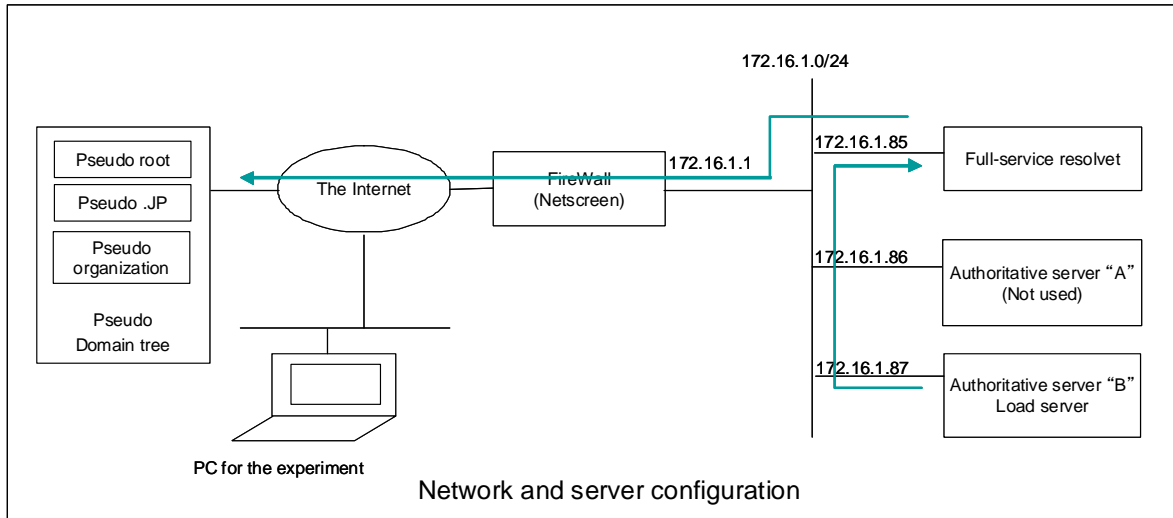 172.16.1.0/24
Pseudo root
Pseudo .JP
Pseudo
organization
Pseudo
Domain tree
The Internet
FireWall
(Netscreen)
172.16.1.1
172.16.1.85
Full-service resolvet
172.16.1.86
Authoritative server “A”
(Not used)
172.16.1.87
Authoritative server “B”
Load server
PC for the experiment
Network and server configuration